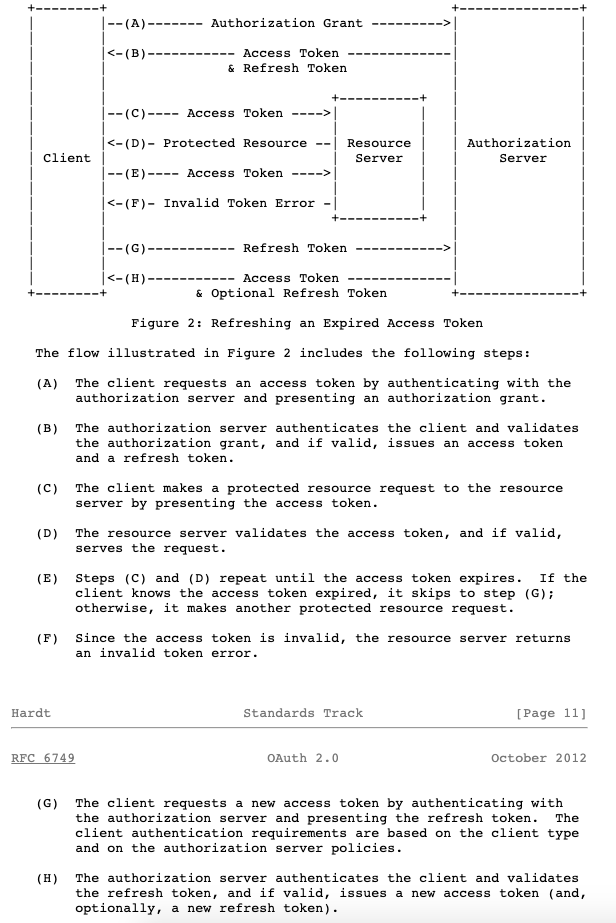 +--------+                                           +---------------+
|        |--(A)------- Authorization Grant --------->|               |
|        |                                           |               |
|        |<-(B)----------- Access Token -------------|               |
|        |               & Refresh Token             |               |
|        |                                           |               |
|        |                            +----------+   |               |
|        |--(C)---- Access Token ---->|          |   |               |
|        |                            |          |   |               |
|        |<-(D)- Protected Resource --| Resource |   | Authorization |
| Client |                            |  Server  |   |     Server    |
|        |--(E)---- Access Token ---->|          |   |               |
|        |                            |          |   |               |
|        |<-(F)- Invalid Token Error -|          |   |               |
|        |                            +----------+   |               |
|        |                                           |               |
|        |--(G)----------- Refresh Token ----------->|               |
|        |                                           |               |
|        |<-(H)----------- Access Token -------------|               |
+--------+           & Optional Refresh Token        +---------------+
Figure 2: Refreshing an Expired Access Token
The flow illustrated in Figure 2 includes the following steps:
(A) The client requests an access token by authenticating with the
authorization server and presenting an authorization grant.
(B) The authorization server authenticates the client and validates
the authorization grant, and if valid, issues an access token
and a refresh token.
(C) The client makes a protected resource request to the resource
server by presenting the access token.
(D) The resource server validates the access token, and if valid,
serves the request.
(E) Steps (C) and (D) repeat until the access token expires. If the
client knows the access token expired, it skips to step (G);
otherwise, it makes another protected resource request.
(F) Since the access token is invalid, the resource server returns
an invalid token error.
Hardt Standards Track [Page 11]
RFC 6749 OAuth 2.0 October 2012
(G) The client requests a new access token by authenticating with
the authorization server and presenting the refresh token. The
client authentication requirements are based on the client type
and on the authorization server policies.
(H) The authorization server authenticates the client and validates
the refresh token, and if valid, issues a new access token (and,
optionally, a new refresh token).